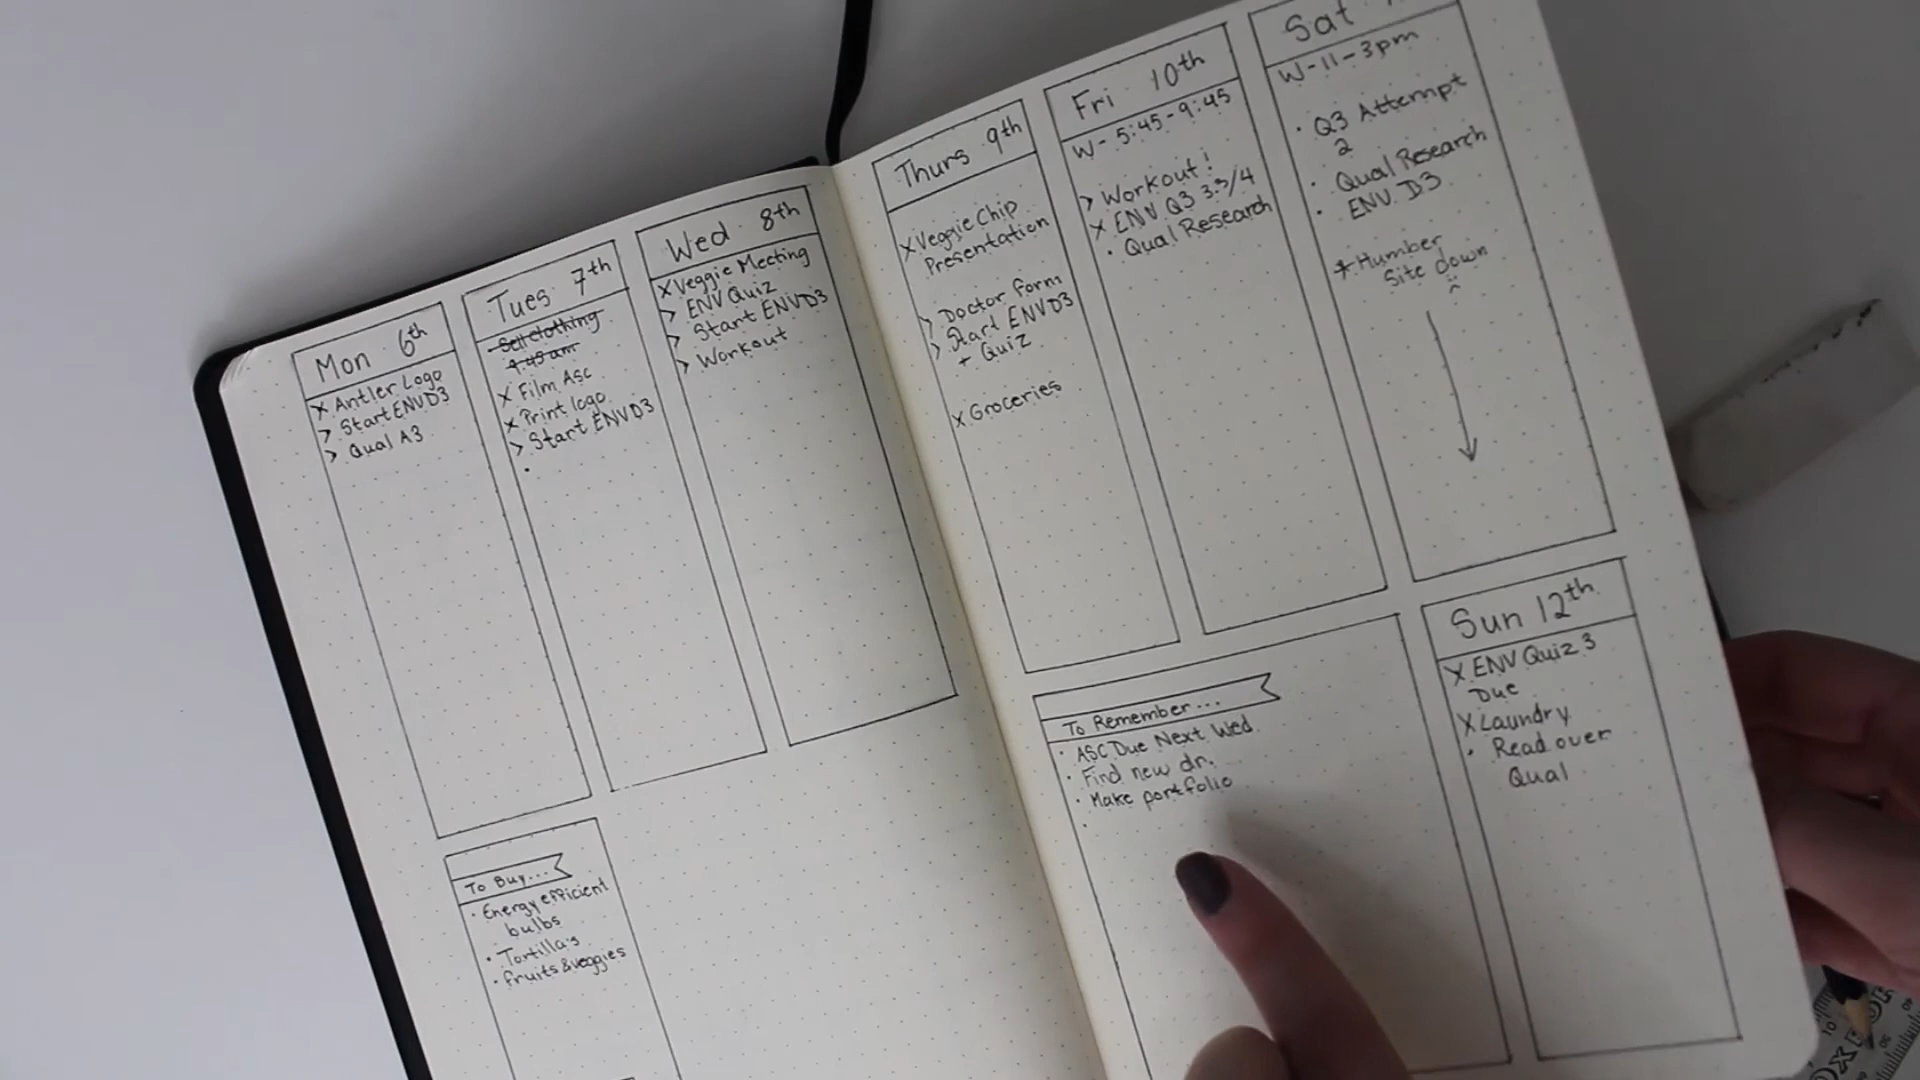 Mon 6th
x Antler Logo
> Start ENVD3
> Qual A3
Tues 7th
Sell clothing
9:45 am
x Film Asc
x Print logo
> Start ENVD3
Wed 8th
x Veggie Meeting
> ENV Quiz
> Start ENVD3
> Workout
To Buy...
· Energy efficient
bulbs
· Tortilla's
· fruits & veggies
Thurs 9th
x Veggie Chip
Presentation
> Doctor form
> Start ENVD3
+ Quiz
x Groceries
Fri 10th
W - 5:45 - 9:45
> Workout!
x ENV Q3 3.5/4
· Qual Research
Sat
W - 11 - 3pm
· Q3 Attempt
2
· Qual Research
· ENV D3
* Humber
Site down
To Remember...
· ASC Due Next Wed.
· Find new dr.
· Make portfolio
Sun 12th
X ENV Quiz 3
Due
X Laundry
· Read over
Qual